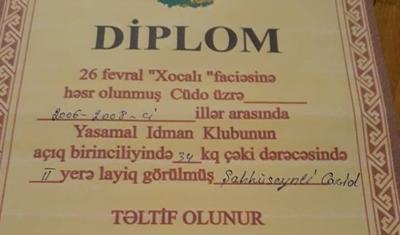 DİPLOM
26 fevral "Xocalı "faciəsinə
həsr olunmuş Cüdo üzrə
2006-2008-ci illər arasında
Yasamal İdman Klubunun
açıq birinciliyində 34 kq çəki dərəcəsində
II yerə layiq görülmüş Şahhüseynli
TƏLTİF OLUNUR